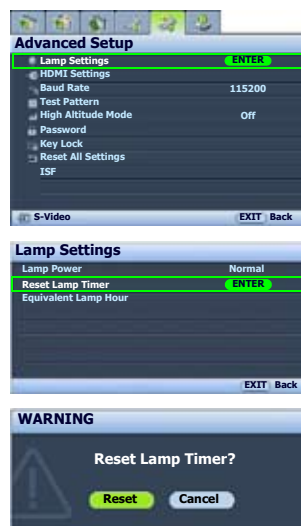 Advanced Setup
Lamp Settings ENTER
HDMI Settings
Baud Rate 115200
Test Pattern
High Altitude Mode Off
Password
Key Lock
Reset All Settings
ISF
S-Video EXIT Back
Lamp Settings
Lamp Power Normal
Reset Lamp Timer ENTER
Equivalent Lamp Hour
EXIT Back
WARNING
Reset Lamp Timer?
Reset Cancel